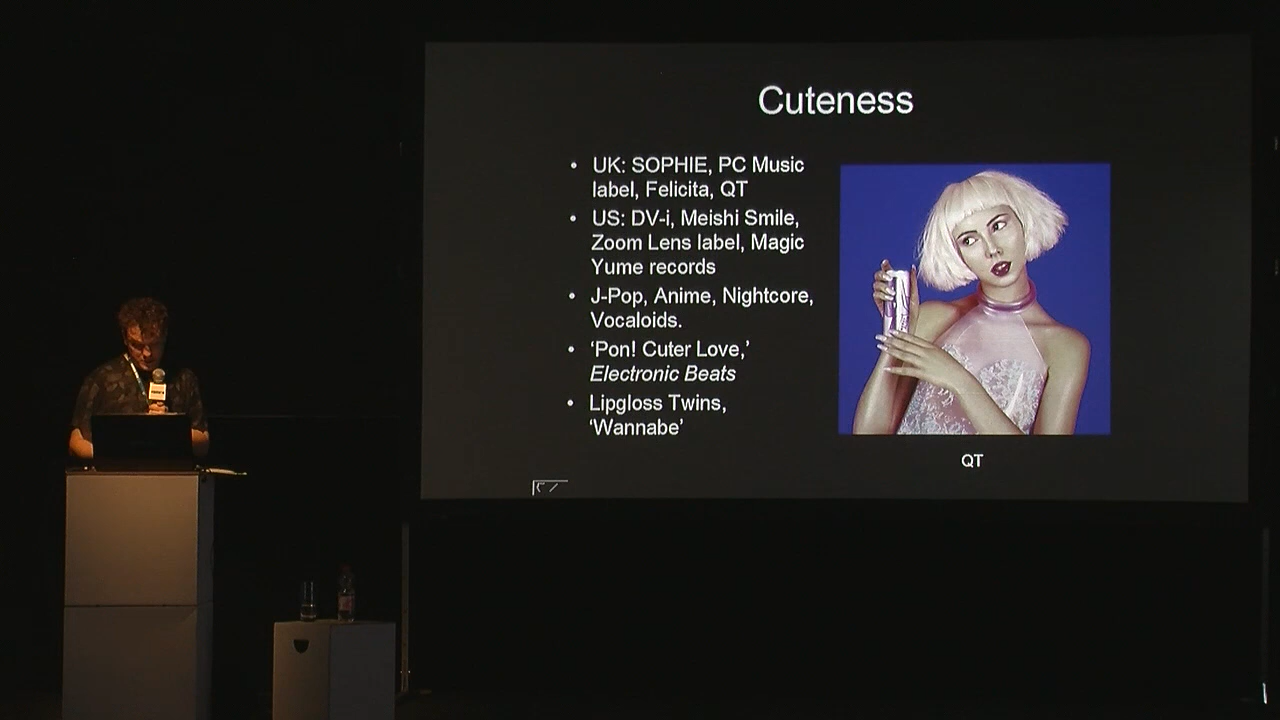 Cuteness
• UK: SOPHIE, PC Music
label, Felicita, QT
• US: DV-i, Meishi Smile,
Zoom Lens label, Magic
Yume records
• J-Pop, Anime, Nightcore,
Vocaloids.
• ‘Pon! Cuter Love,’
Electronic Beats
• Lipgloss Twins,
‘Wannabe’
QT